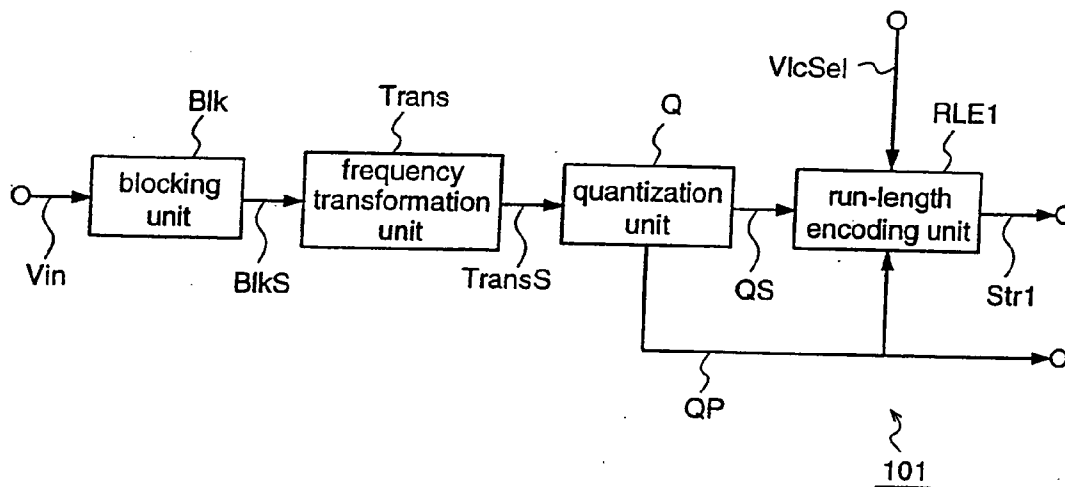 VlcSel
Blk
Trans
Q
RLE1
blocking
unit
frequency
transformation
unit
quantization
unit
run-length
encoding unit
Vin
BlkS
TransS
QS
Str1
QP
101